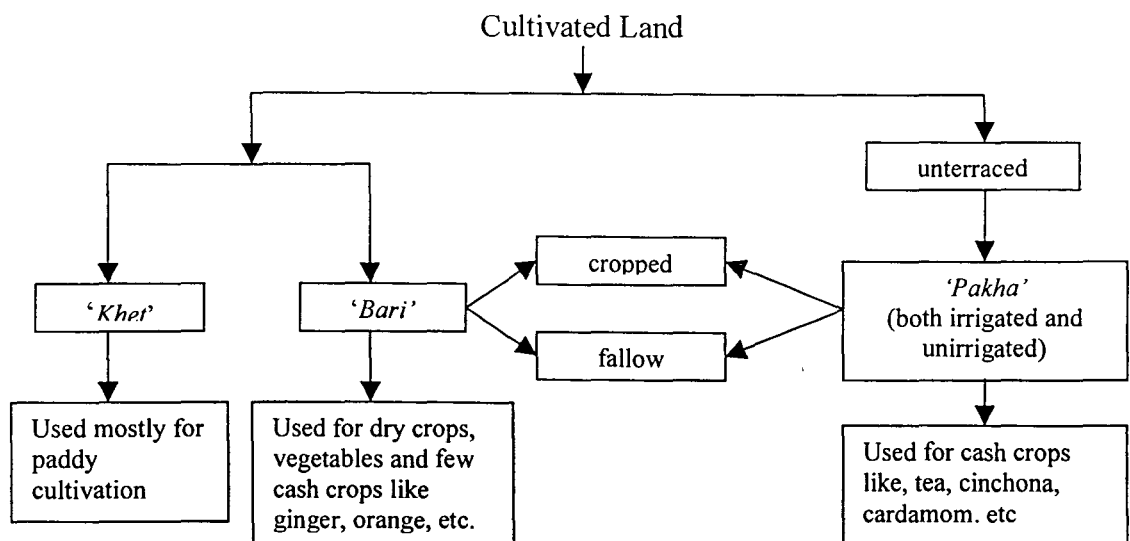 Cultivated Land
unterraced
cropped
'Pakha'
(both irrigated and
unirrigated)
'Khet'
'Bari'
fallow
Used mostly for
paddy
cultivation
Used for dry crops,
vegetables and few
cash crops like
ginger, orange, etc.
Used for cash crops
like, tea, cinchona,
cardamom. etc